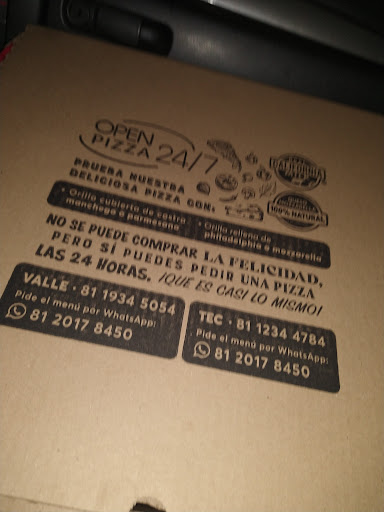 OPEN
PIZZA 24/7
PRUEBA NUESTRA
DELICIOSA PIZZA CON:
100% NATURAL
· Orilla cubierta de costra
manchego o parmesano
· Orilla rellena de
philadelphia o mozzarella
NO SE PUEDE COMPRAR LA FELICIDAD,
PERO SÍ PUEDES PEDIR UNA PIZZA
LAS 24 HORAS. ¡QUE ES CASI LO MISMO!
VALLE · 81 1934 5054
Pide el menú por WhatsApp:
81 2017 8450
TEC · 81 1234 4784
Pide el menú por WhatsApp:
81 2017 8450